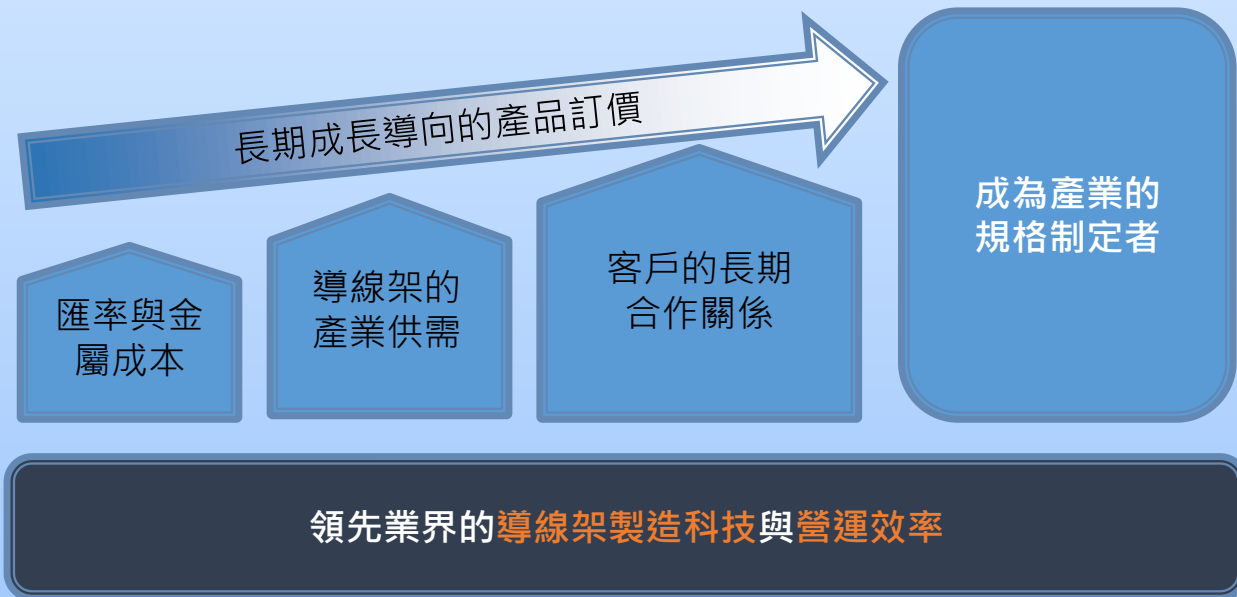 長期成長導向的產品訂價
匯率與金
屬成本
導線架的
產業供需
客戶的長期
合作關係
成為產業的
規格制定者
領先業界的導線架製造科技與營運效率